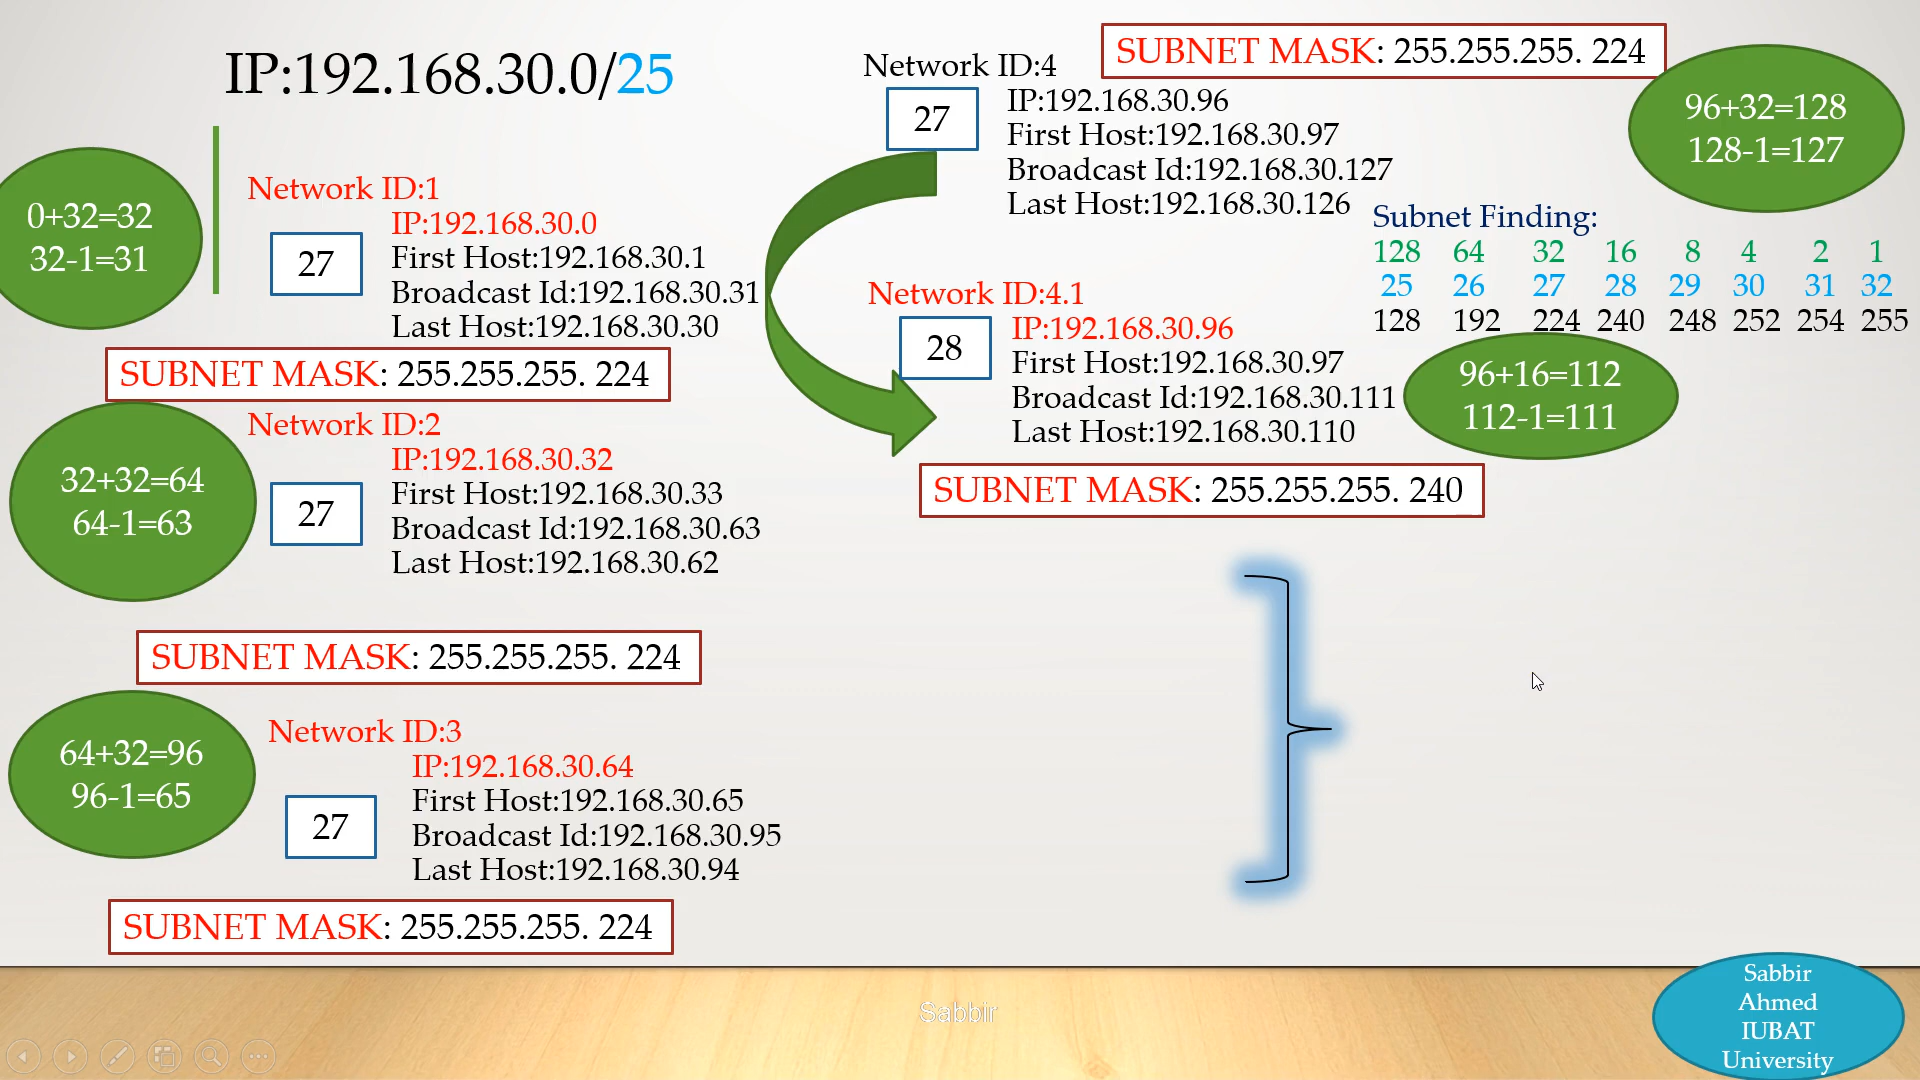 IP:192.168.30.0/25
0+32=32
32-1=31
Network ID:1
27
IP:192.168.30.0
First Host:192.168.30.1
Broadcast Id:192.168.30.31
Last Host:192.168.30.30
SUBNET MASK: 255.255.255. 224
32+32=64
64-1=63
Network ID:2
27
IP:192.168.30.32
First Host:192.168.30.33
Broadcast Id:192.168.30.63
Last Host:192.168.30.62
SUBNET MASK: 255.255.255. 224
64+32=96
96-1=65
Network ID:3
27
IP:192.168.30.64
First Host:192.168.30.65
Broadcast Id:192.168.30.95
Last Host:192.168.30.94
SUBNET MASK: 255.255.255. 224
Network ID:4
SUBNET MASK: 255.255.255. 224
27
IP:192.168.30.96
First Host:192.168.30.97
Broadcast Id:192.168.30.127
Last Host:192.168.30.126
96+32=128
128-1=127
Subnet Finding:
128 64 32 16 8 4 2 1
25 26 27 28 29 30 31 32
128 192 224 240 248 252 254 255
Network ID:4.1
28
IP:192.168.30.96
First Host:192.168.30.97
Broadcast Id:192.168.30.111
Last Host:192.168.30.110
96+16=112
112-1=111
SUBNET MASK: 255.255.255. 240
Sabbir
Sabbir
Ahmed
IUBAT
University